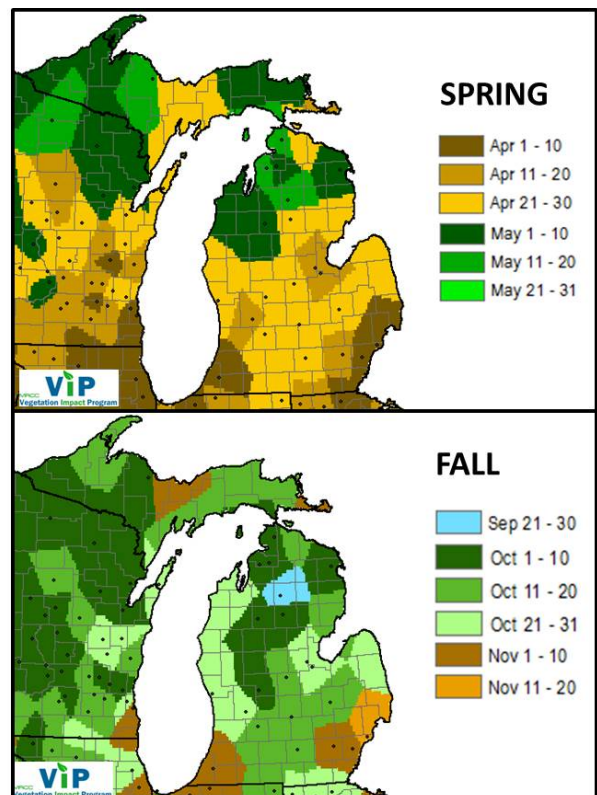 SPRING
Apr 1 - 10
Apr 11 - 20
Apr 21 - 30
May 1 - 10
May 11 - 20
May 21 - 31
MRCC
ViP
Vegetation Impact Program
FALL
Sep 21 - 30
Oct 1 - 10
Oct 11 - 20
Oct 21 - 31
Nov 1 - 10
Nov 11 - 20
MRCC
ViP
Vegetation Impact Program